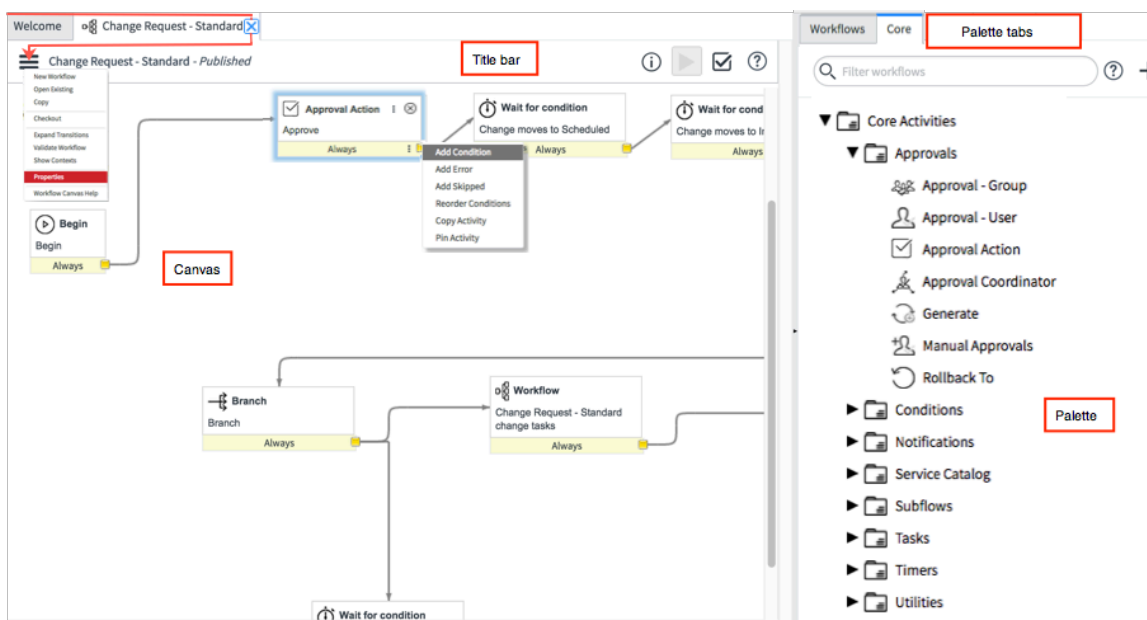 Welcome
Change Request - Standard
Change Request - Standard - Published
Title bar
New Workflow
Open Existing
Copy
Checkout
Expand Transitions
Validate Workflow
Show Contexts
Properties
Workflow Canvas Help
Approval Action
Approve
Always
Wait for condition
Change moves to Scheduled
Always
Wait for cond
Change moves to In
Always
Add Condition
Add Error
Add Skipped
Reorder Conditions
Copy Activity
Pin Activity
Begin
Begin
Always
Canvas
Branch
Branch
Always
Workflow
Change Request - Standard
change tasks
Always
Wait for condition
Workflows
Core
Palette tabs
Filter workflows
Core Activities
Approvals
Approval - Group
Approval - User
Approval Action
Approval Coordinator
Generate
Manual Approvals
Rollback To
Conditions
Palette
Notifications
Service Catalog
Subflows
Tasks
Timers
Utilities